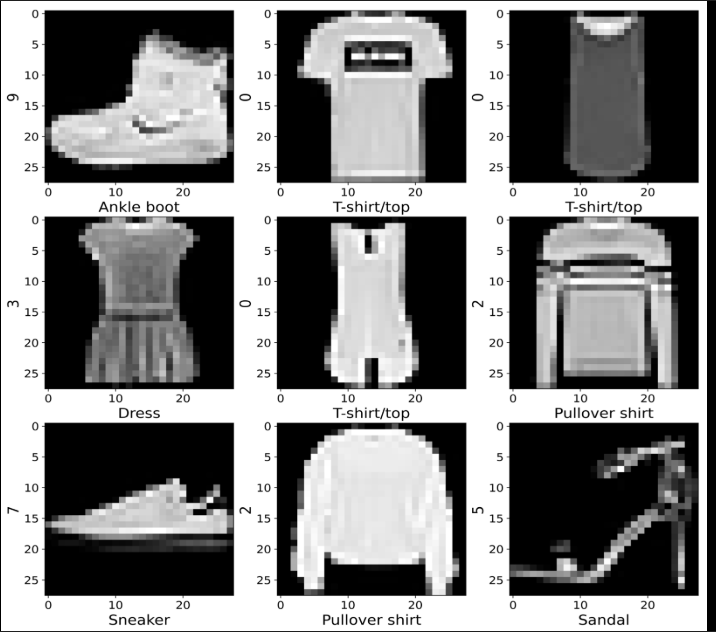 0 0 0
5 5 5
10 10 10
9 0 0
15 15 15
20 20 20
25 25 25
0 10 20 0 10 20 0 10 20
Ankle boot T-shirt/top T-shirt/top
0 0 0
5 5 5
10 10 10
3 0 2
15 15 15
20 20 20
25 25 25
0 10 20 0 10 20 0 10 20
Dress T-shirt/top Pullover shirt
0 0 0
5 5 5
10 10 10
7 2 5
15 15 15
20 20 20
25 25 25
0 10 20 0 10 20 0 10 20
Sneaker Pullover shirt Sandal